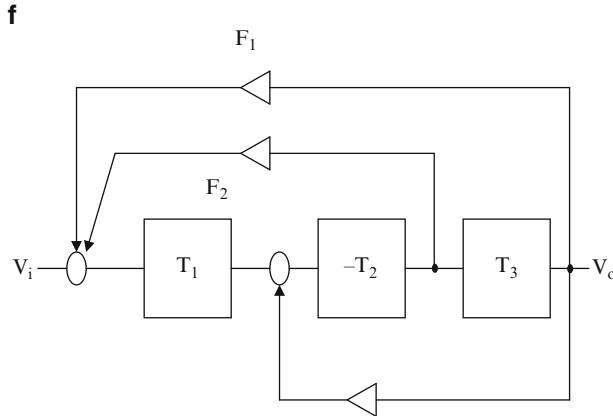 f
F₁
F₂
Vᵢ T₁ –T₂ T₃ Vₒ